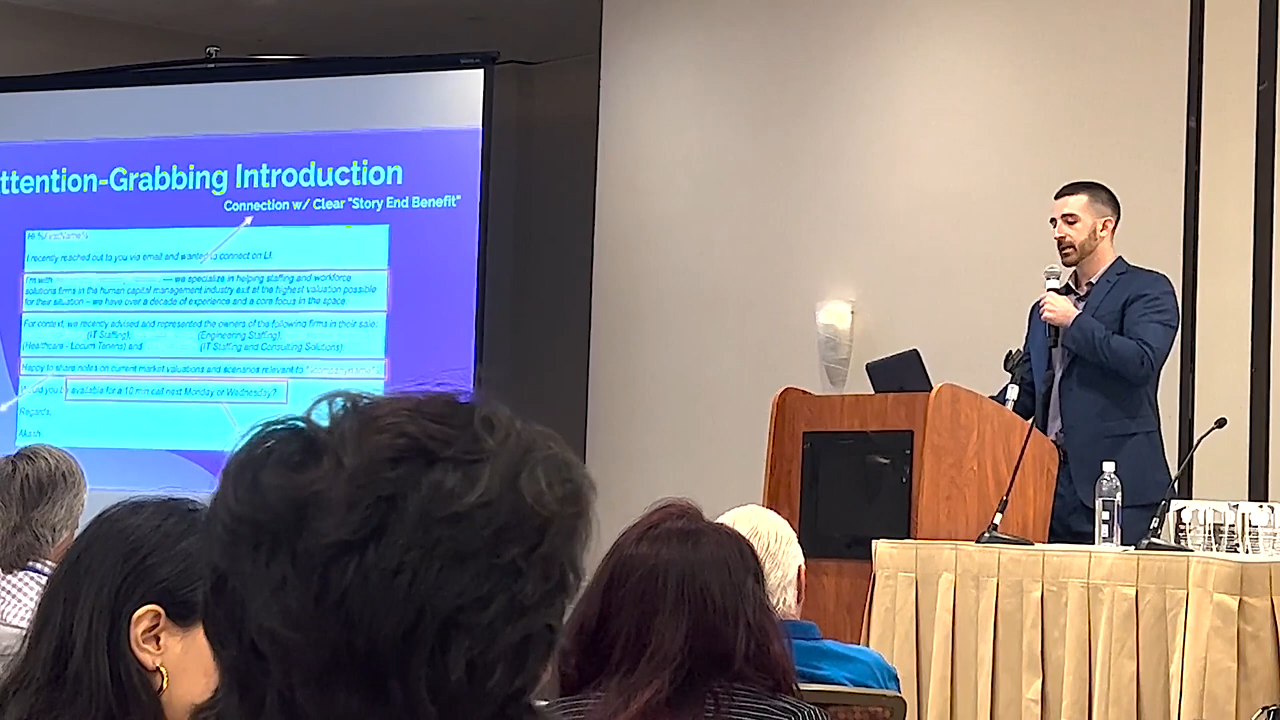 ttention-Grabbing Introduction
Connection w/ Clear "Story End Benefit"
I recently reached out to you via email and wanted to connect on LI.
I'm with — we specialize in helping staffing and workforce
solutions firms in the human capital management industry exit at the highest valuation possible
for their situation – we have over a decade of experience and a core focus in the space.
For context, we recently advised and represented the owners of the following firms in their sale:
(IT Staffing), (Engineering Staffing),
(Healthcare - Locum Tenens) and (IT Staffing and Consulting Solutions)
Happy to share notes on current market valuations and scenarios relevant to
Would you be available for a 10 min call next Monday or Wednesday?
Regards,
Akash